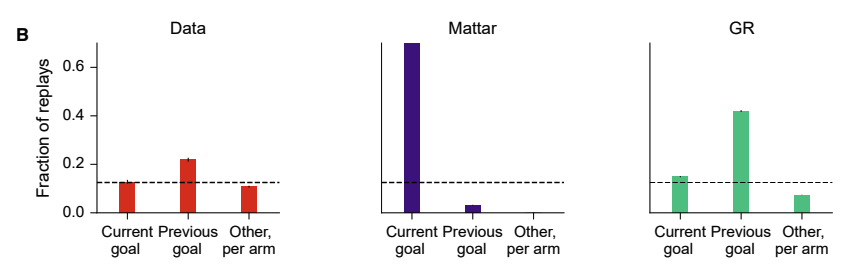 B
Data
Mattar
GR
Fraction of replays
0.6
0.4
0.2
0.0
Current goal
Previous goal
Other, per arm
Current goal
Previous goal
Other, per arm
Current goal
Previous goal
Other, per arm